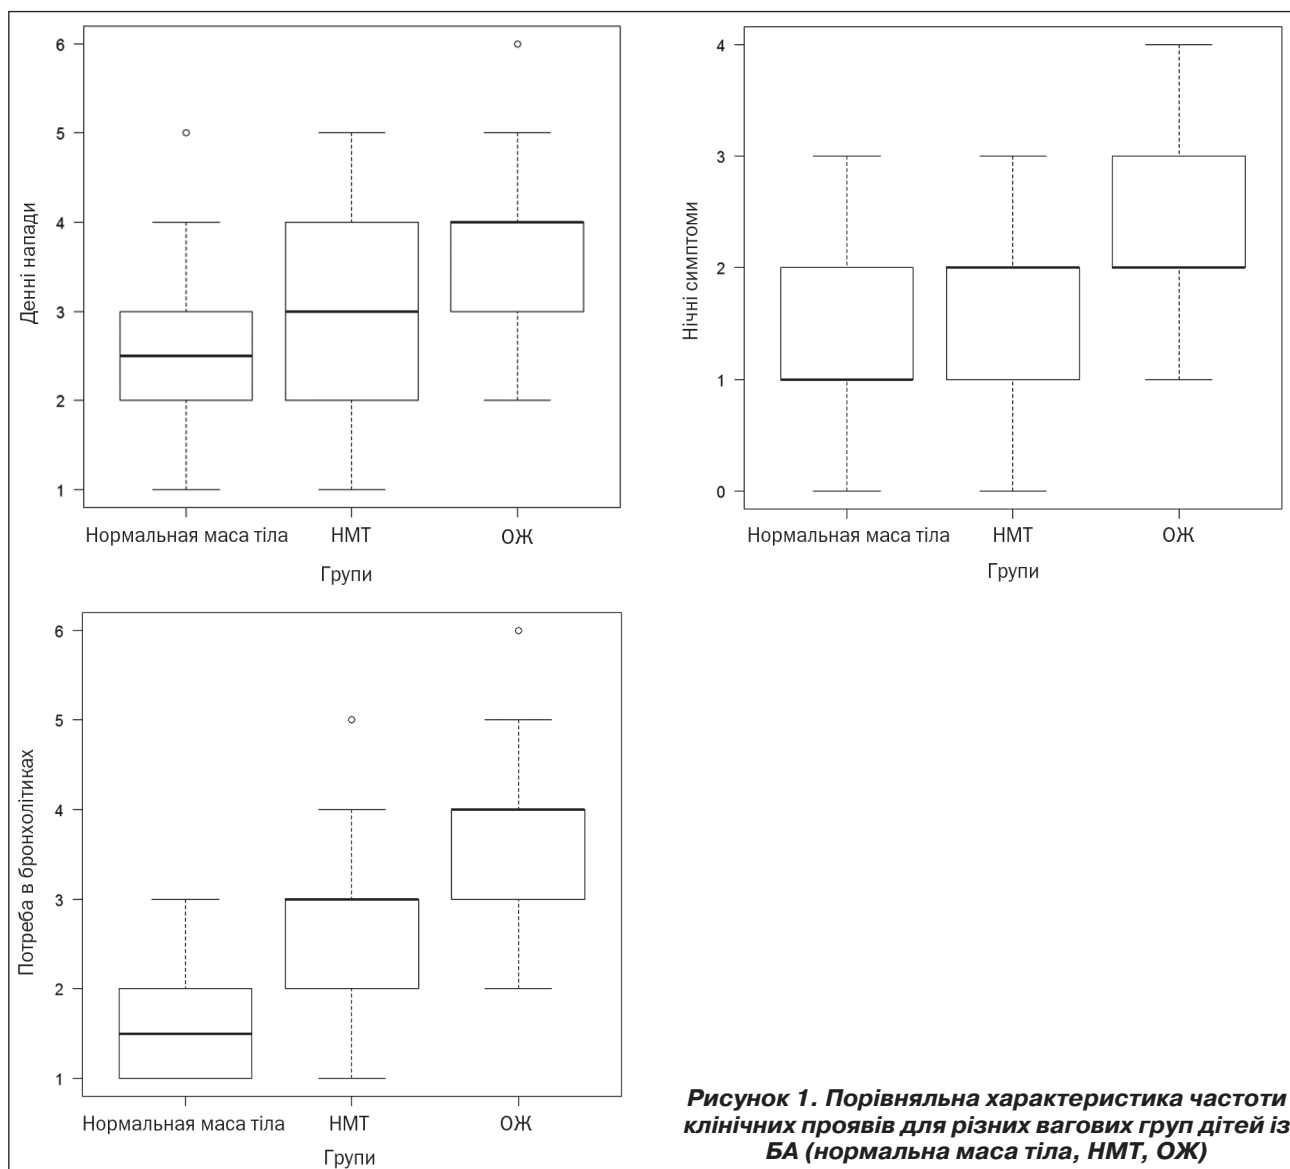 6
5
4
3
2
1
Денні напади
Нормальная маса тіла НМТ ОЖ
Групи
4
3
2
1
0
Нічні симптоми
Нормальная маса тіла НМТ ОЖ
Групи
6
5
4
3
2
1
Потреба в бронхолітиках
Нормальная маса тіла НМТ ОЖ
Групи
Рисунок 1. Порівняльна характеристика частоти
клінічних проявів для різних вагових груп дітей із
БА (нормальна маса тіла, НМТ, ОЖ)